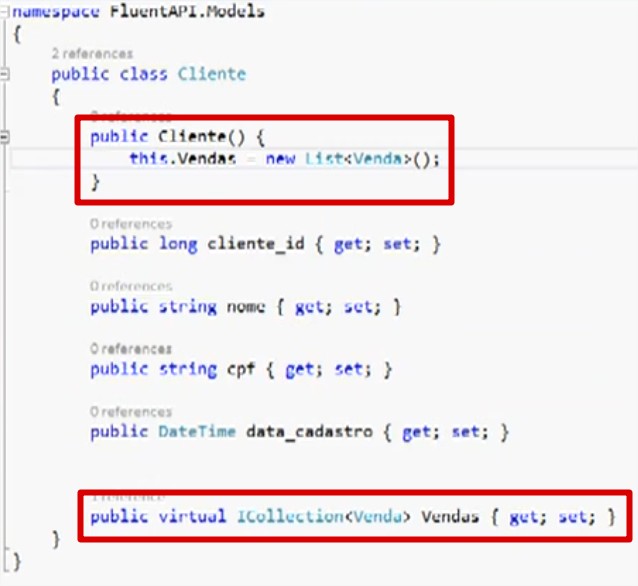 namespace FluentAPI.Models
{
2 references
public class Cliente
{
0 references
public Cliente() {
this.Vendas = new List<Venda>();
}
0 references
public long cliente_id { get; set; }
0 references
public string nome { get; set; }
0 references
public string cpf { get; set; }
0 references
public DateTime data_cadastro { get; set; }
1 reference
public virtual ICollection<Venda> Vendas { get; set; }
}
}